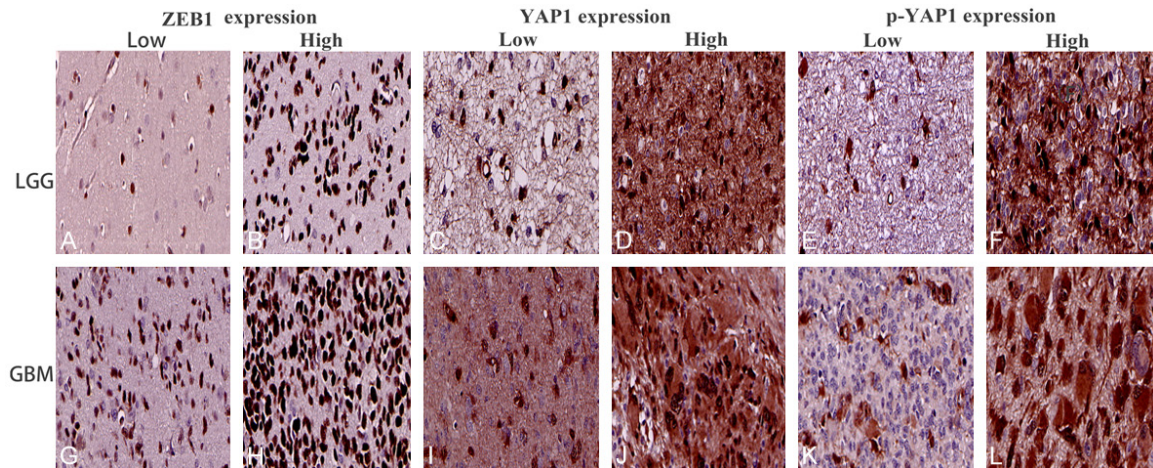 ZEB1 expression YAP1 expression p-YAP1 expression
Low High Low High Low High
LGG
A B C D E F
GBM
G H I J K L